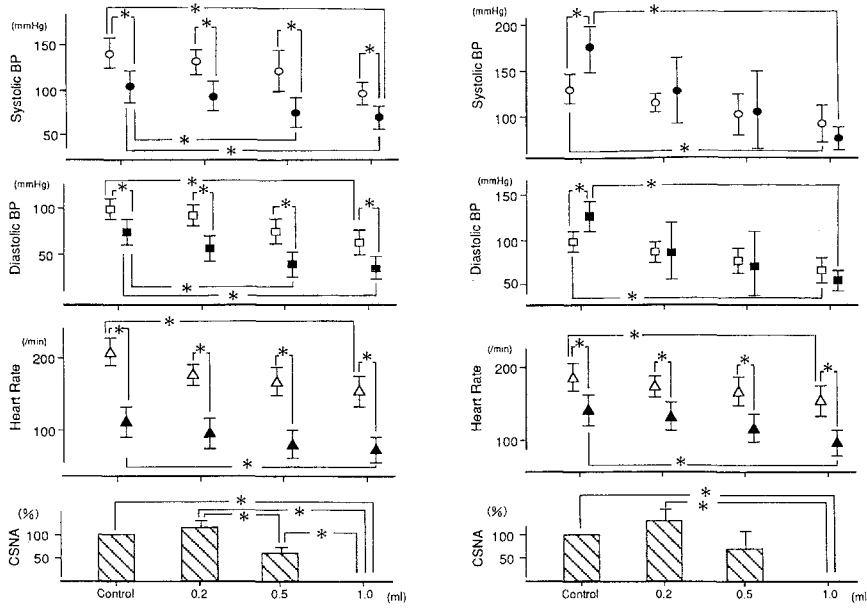 (mmHg)
Systolic BP
150
100
50
* * * * * * *
(mmHg)
Diastolic BP
100
50
* * * * * * *
(/min)
Heart Rate
200
100
* * * * * *
(%)
CSNA
100
50
* * * *
Control 0.2 0.5 1.0 (ml)
(mmHg)
Systolic BP
200
150
100
* * *
(mmHg)
Diastolic BP
150
100
50
* * *
(/min)
Heart Rate
200
100
* * * * * *
(%)
CSNA
100
50
* *
Control 0.2 0.5 1.0 (ml)